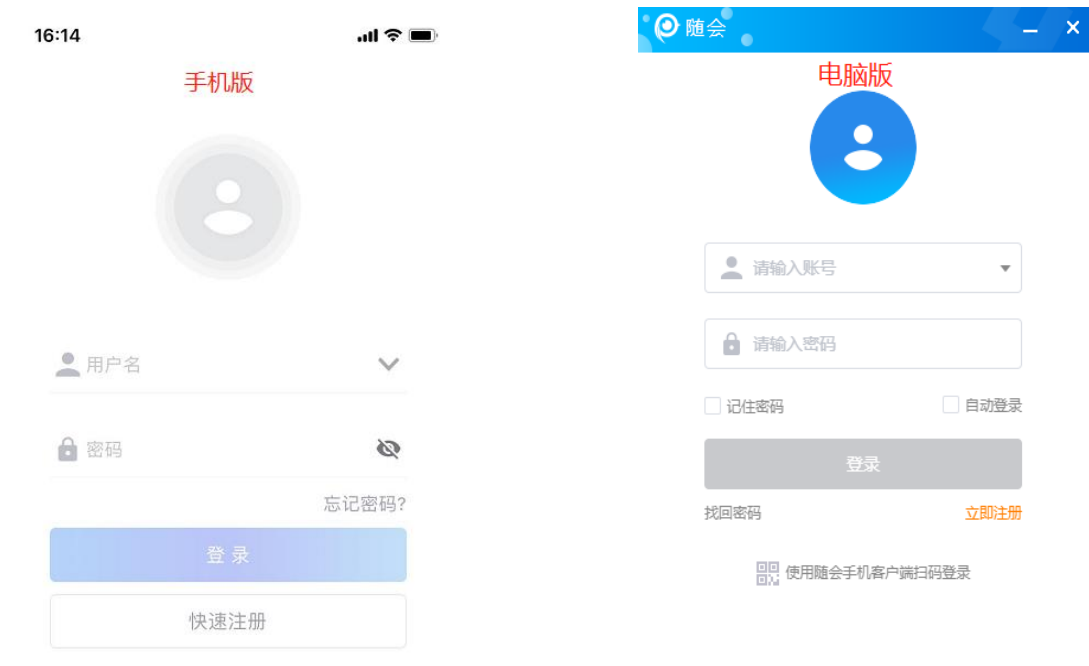 16:14
手机版
用户名
密码
忘记密码?
登 录
快速注册
随会
电脑版
请输入账号
请输入密码
记住密码
自动登录
登录
找回密码
立即注册
使用随会手机客户端扫码登录